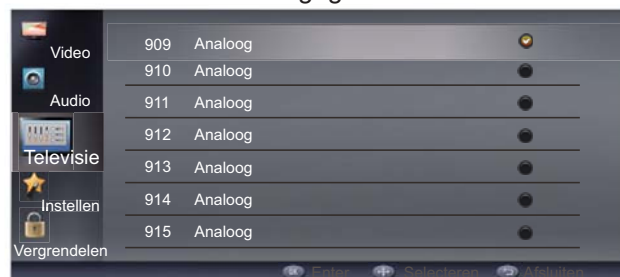 Video
Audio
Televisie
Instellen
Vergrendelen
909 Analoog
910 Analoog
911 Analoog
912 Analoog
913 Analoog
914 Analoog
915 Analoog
Enter Selecteren Afsluiten